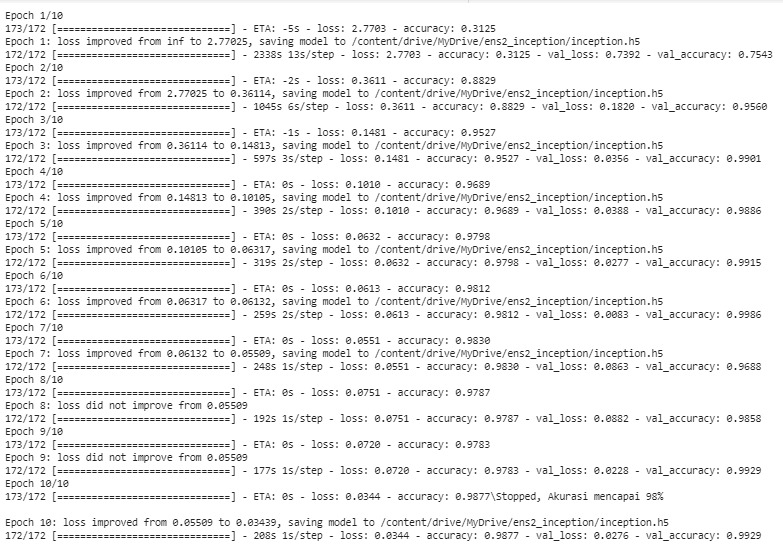 Epoch 1/10
173/172 [==============================] - ETA: -5s - loss: 2.7703 - accuracy: 0.3125
Epoch 1: loss improved from inf to 2.77025, saving model to /content/drive/MyDrive/ens2_inception/inception.h5
172/172 [==============================] - 2338s 13s/step - loss: 2.7703 - accuracy: 0.3125 - val_loss: 0.7392 - val_accuracy: 0.7543
Epoch 2/10
173/172 [==============================] - ETA: -2s - loss: 0.3611 - accuracy: 0.8829
Epoch 2: loss improved from 2.77025 to 0.36114, saving model to /content/drive/MyDrive/ens2_inception/inception.h5
172/172 [==============================] - 1045s 6s/step - loss: 0.3611 - accuracy: 0.8829 - val_loss: 0.1820 - val_accuracy: 0.9560
Epoch 3/10
173/172 [==============================] - ETA: -1s - loss: 0.1481 - accuracy: 0.9527
Epoch 3: loss improved from 0.36114 to 0.14813, saving model to /content/drive/MyDrive/ens2_inception/inception.h5
172/172 [==============================] - 597s 3s/step - loss: 0.1481 - accuracy: 0.9527 - val_loss: 0.0356 - val_accuracy: 0.9901
Epoch 4/10
173/172 [==============================] - ETA: 0s - loss: 0.1010 - accuracy: 0.9689
Epoch 4: loss improved from 0.14813 to 0.10105, saving model to /content/drive/MyDrive/ens2_inception/inception.h5
172/172 [==============================] - 390s 2s/step - loss: 0.1010 - accuracy: 0.9689 - val_loss: 0.0388 - val_accuracy: 0.9886
Epoch 5/10
173/172 [==============================] - ETA: 0s - loss: 0.0632 - accuracy: 0.9798
Epoch 5: loss improved from 0.10105 to 0.06317, saving model to /content/drive/MyDrive/ens2_inception/inception.h5
172/172 [==============================] - 319s 2s/step - loss: 0.0632 - accuracy: 0.9798 - val_loss: 0.0277 - val_accuracy: 0.9915
Epoch 6/10
173/172 [==============================] - ETA: 0s - loss: 0.0613 - accuracy: 0.9812
Epoch 6: loss improved from 0.06317 to 0.06132, saving model to /content/drive/MyDrive/ens2_inception/inception.h5
172/172 [==============================] - 259s 2s/step - loss: 0.0613 - accuracy: 0.9812 - val_loss: 0.0083 - val_accuracy: 0.9986
Epoch 7/10
173/172 [==============================] - ETA: 0s - loss: 0.0551 - accuracy: 0.9830
Epoch 7: loss improved from 0.06132 to 0.05509, saving model to /content/drive/MyDrive/ens2_inception/inception.h5
172/172 [==============================] - 248s 1s/step - loss: 0.0551 - accuracy: 0.9830 - val_loss: 0.0863 - val_accuracy: 0.9688
Epoch 8/10
173/172 [==============================] - ETA: 0s - loss: 0.0751 - accuracy: 0.9787
Epoch 8: loss did not improve from 0.05509
172/172 [==============================] - 192s 1s/step - loss: 0.0751 - accuracy: 0.9787 - val_loss: 0.0882 - val_accuracy: 0.9858
Epoch 9/10
173/172 [==============================] - ETA: 0s - loss: 0.0720 - accuracy: 0.9783
Epoch 9: loss did not improve from 0.05509
172/172 [==============================] - 177s 1s/step - loss: 0.0720 - accuracy: 0.9783 - val_loss: 0.0228 - val_accuracy: 0.9929
Epoch 10/10
173/172 [==============================] - ETA: 0s - loss: 0.0344 - accuracy: 0.9877\Stopped, Akurasi mencapai 98%
Epoch 10: loss improved from 0.05509 to 0.03439, saving model to /content/drive/MyDrive/ens2_inception/inception.h5
172/172 [==============================] - 208s 1s/step - loss: 0.0344 - accuracy: 0.9877 - val_loss: 0.0276 - val_accuracy: 0.9929